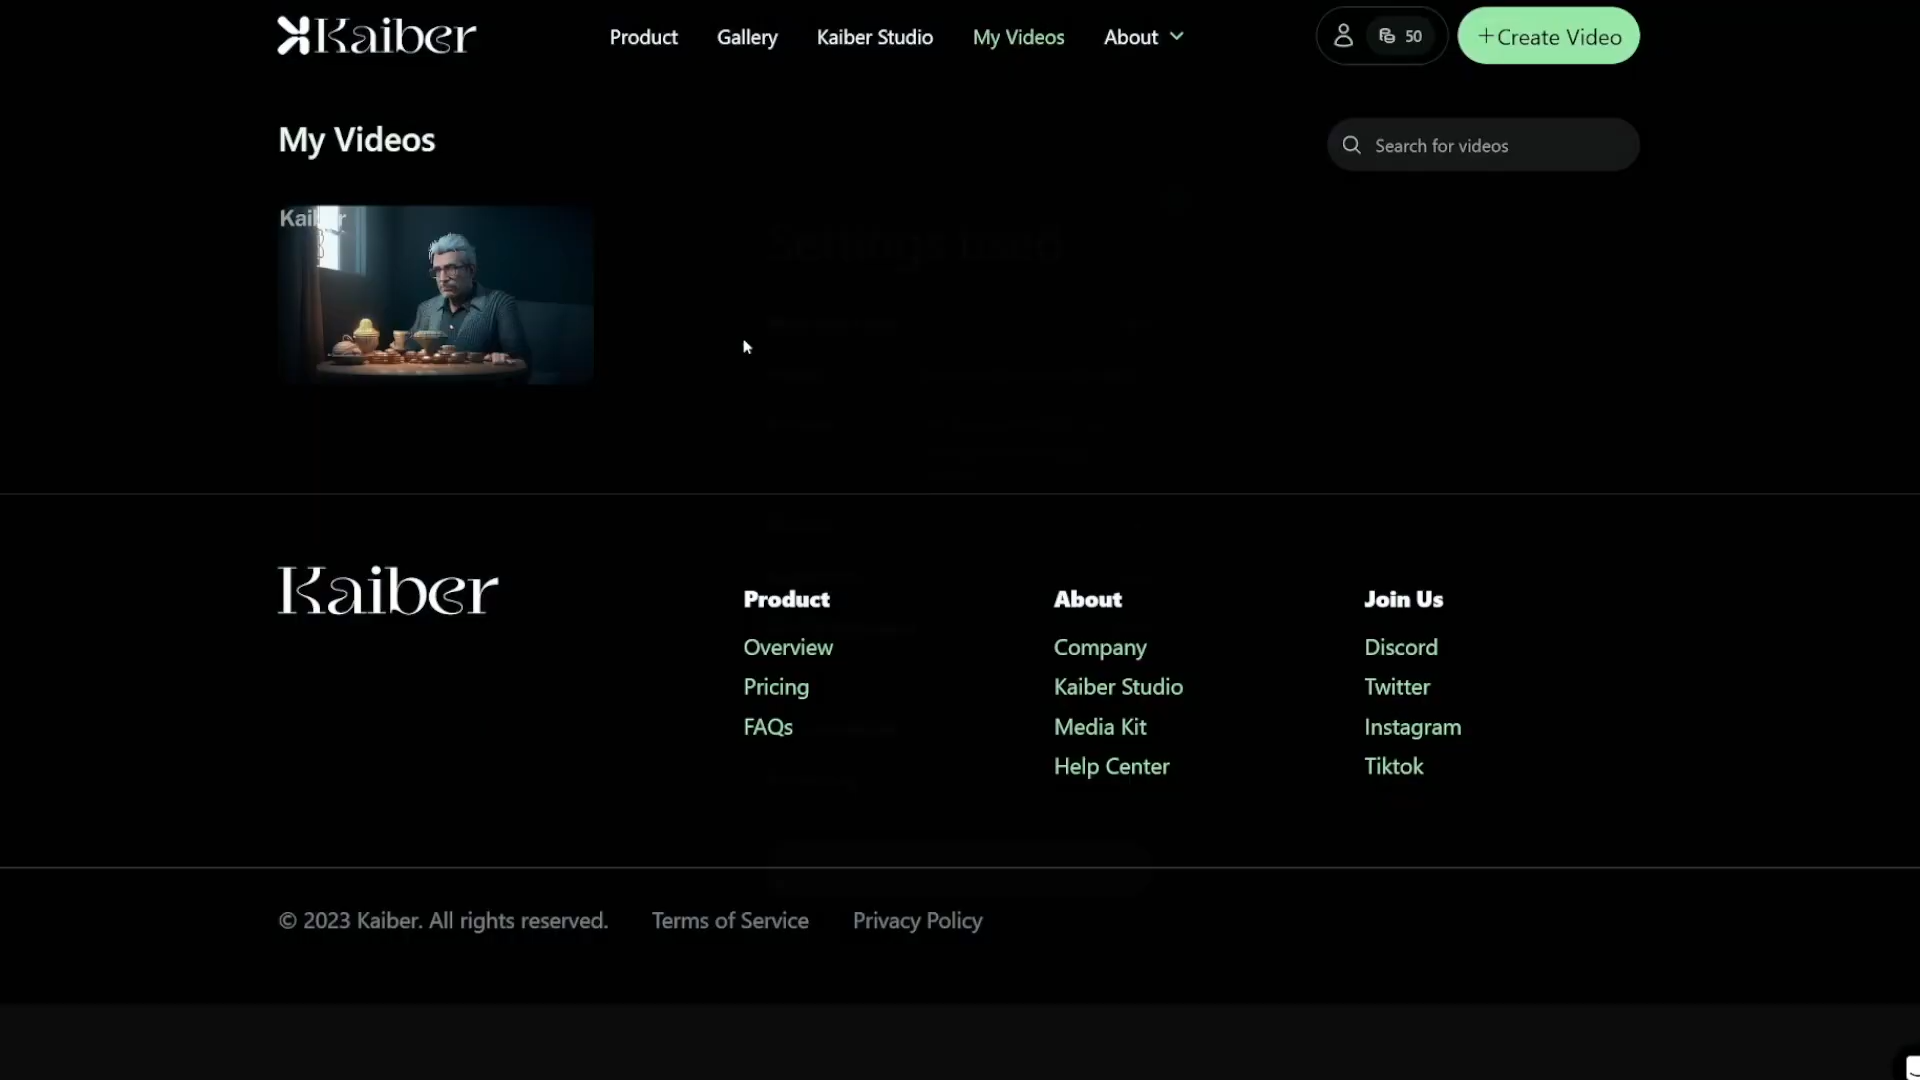 Kaiber
Product Gallery Kaiber Studio My Videos About 50 +Create Video
My Videos
Search for videos
Kaiber
Product About Join Us
Overview Company Discord
Pricing Kaiber Studio Twitter
FAQs Media Kit Instagram
Help Center Tiktok
© 2023 Kaiber. All rights reserved. Terms of Service Privacy Policy